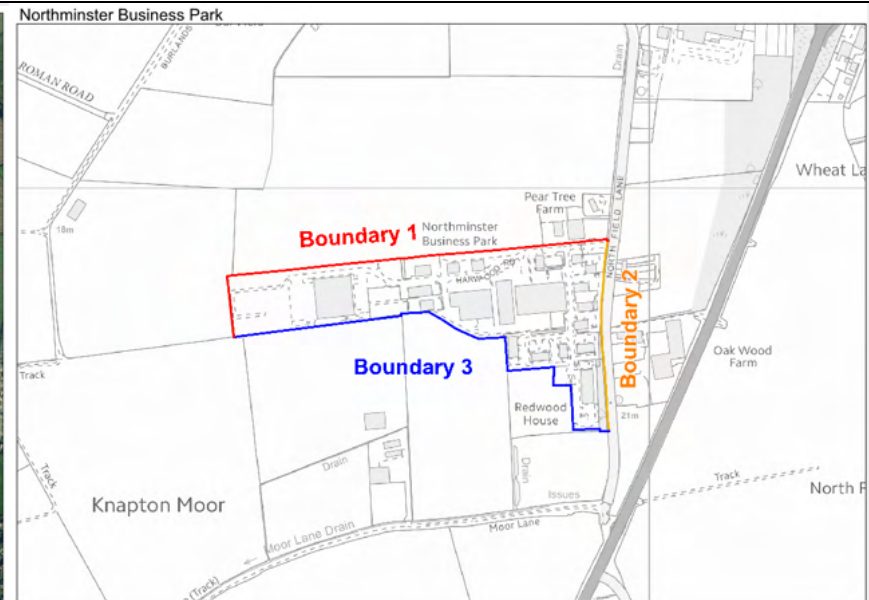 Northminster Business Park
BURLANDS
ROMAN ROAD
Drain
Wheat La
Pear Tree
Farm
NORTH FIELD LANE
18m
Boundary 1
Northminster
Business Park
HARWOOD RD
Boundary 2
Boundary 3
Oak Wood
Farm
Track
Redwood
House
21m
Drain
Track
Drain
Track
North F
Knapton Moor
Issues
Moor Lane
Moor Lane Drain
(Track)